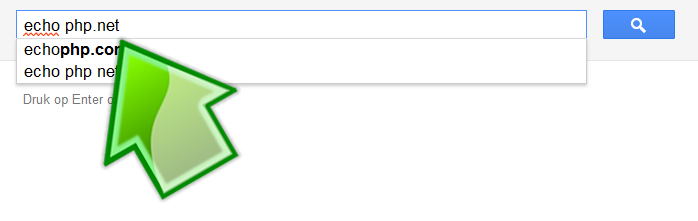 echo php.net
echophp.co
echo php net
Druk op Enter